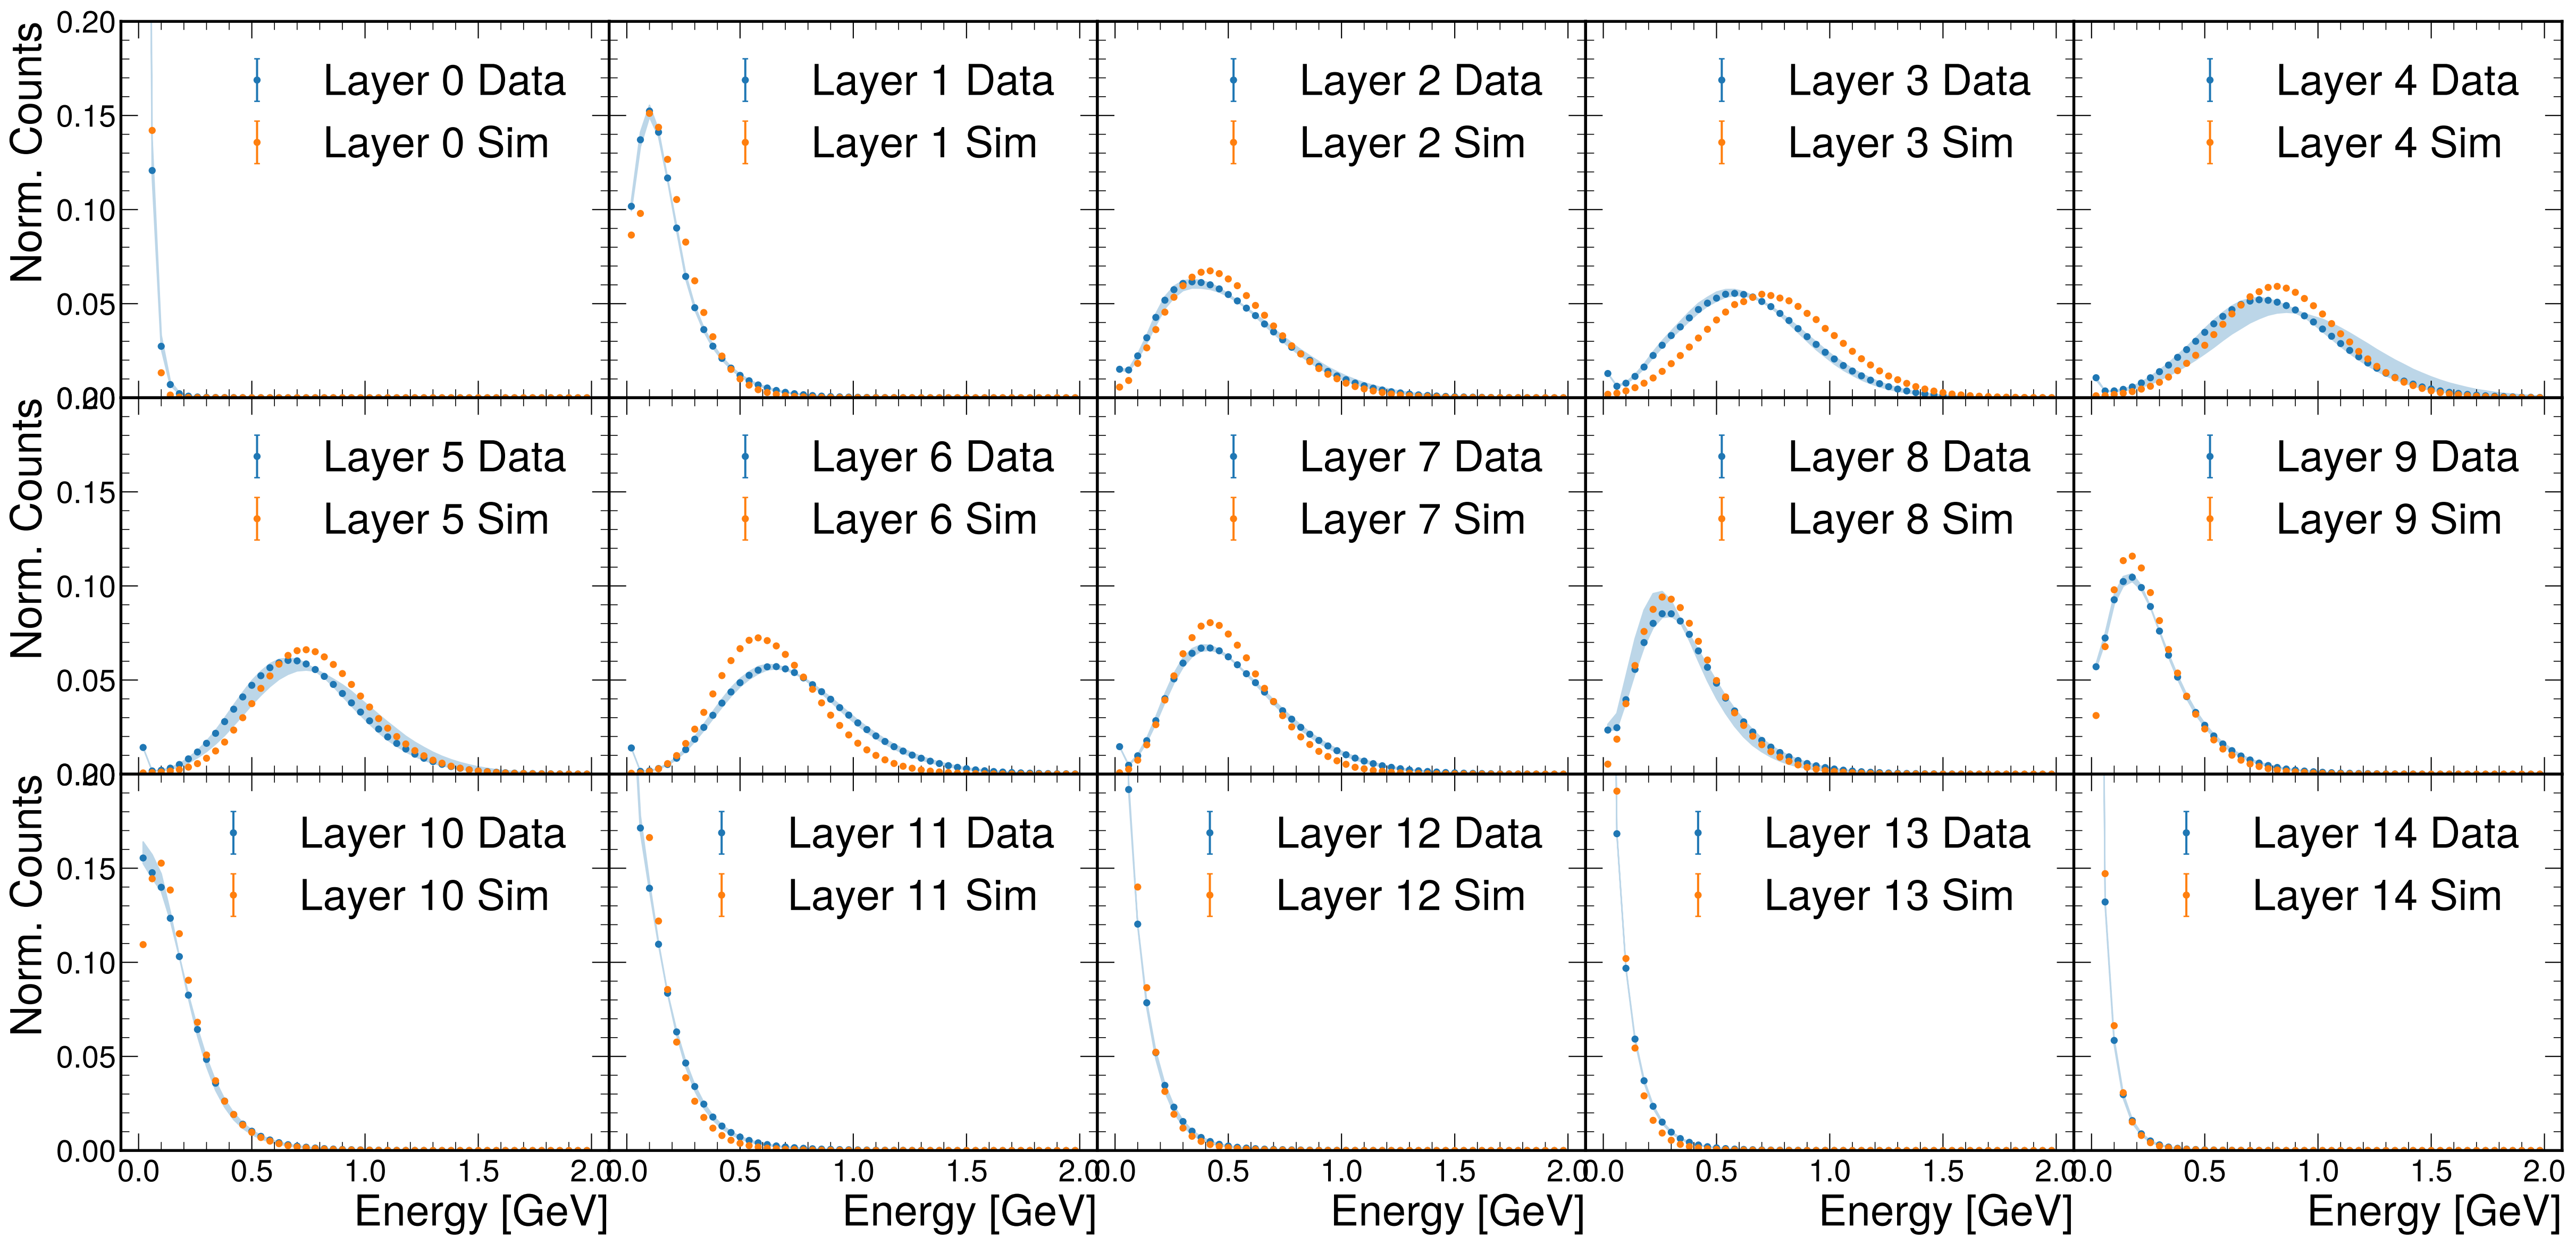 Norm. Counts
0.20
0.15
0.10
0.05
0.00
Layer 0 Data
Layer 0 Sim
Layer 1 Data
Layer 1 Sim
Layer 2 Data
Layer 2 Sim
Layer 3 Data
Layer 3 Sim
Layer 4 Data
Layer 4 Sim
Norm. Counts
0.20
0.15
0.10
0.05
0.00
Layer 5 Data
Layer 5 Sim
Layer 6 Data
Layer 6 Sim
Layer 7 Data
Layer 7 Sim
Layer 8 Data
Layer 8 Sim
Layer 9 Data
Layer 9 Sim
Norm. Counts
0.20
0.15
0.10
0.05
0.00
Layer 10 Data
Layer 10 Sim
Layer 11 Data
Layer 11 Sim
Layer 12 Data
Layer 12 Sim
Layer 13 Data
Layer 13 Sim
Layer 14 Data
Layer 14 Sim
0.0 0.5 1.0 1.5 2.0
Energy [GeV]
0.0 0.5 1.0 1.5 2.0
Energy [GeV]
0.0 0.5 1.0 1.5 2.0
Energy [GeV]
0.0 0.5 1.0 1.5 2.0
Energy [GeV]
0.0 0.5 1.0 1.5 2.0
Energy [GeV]